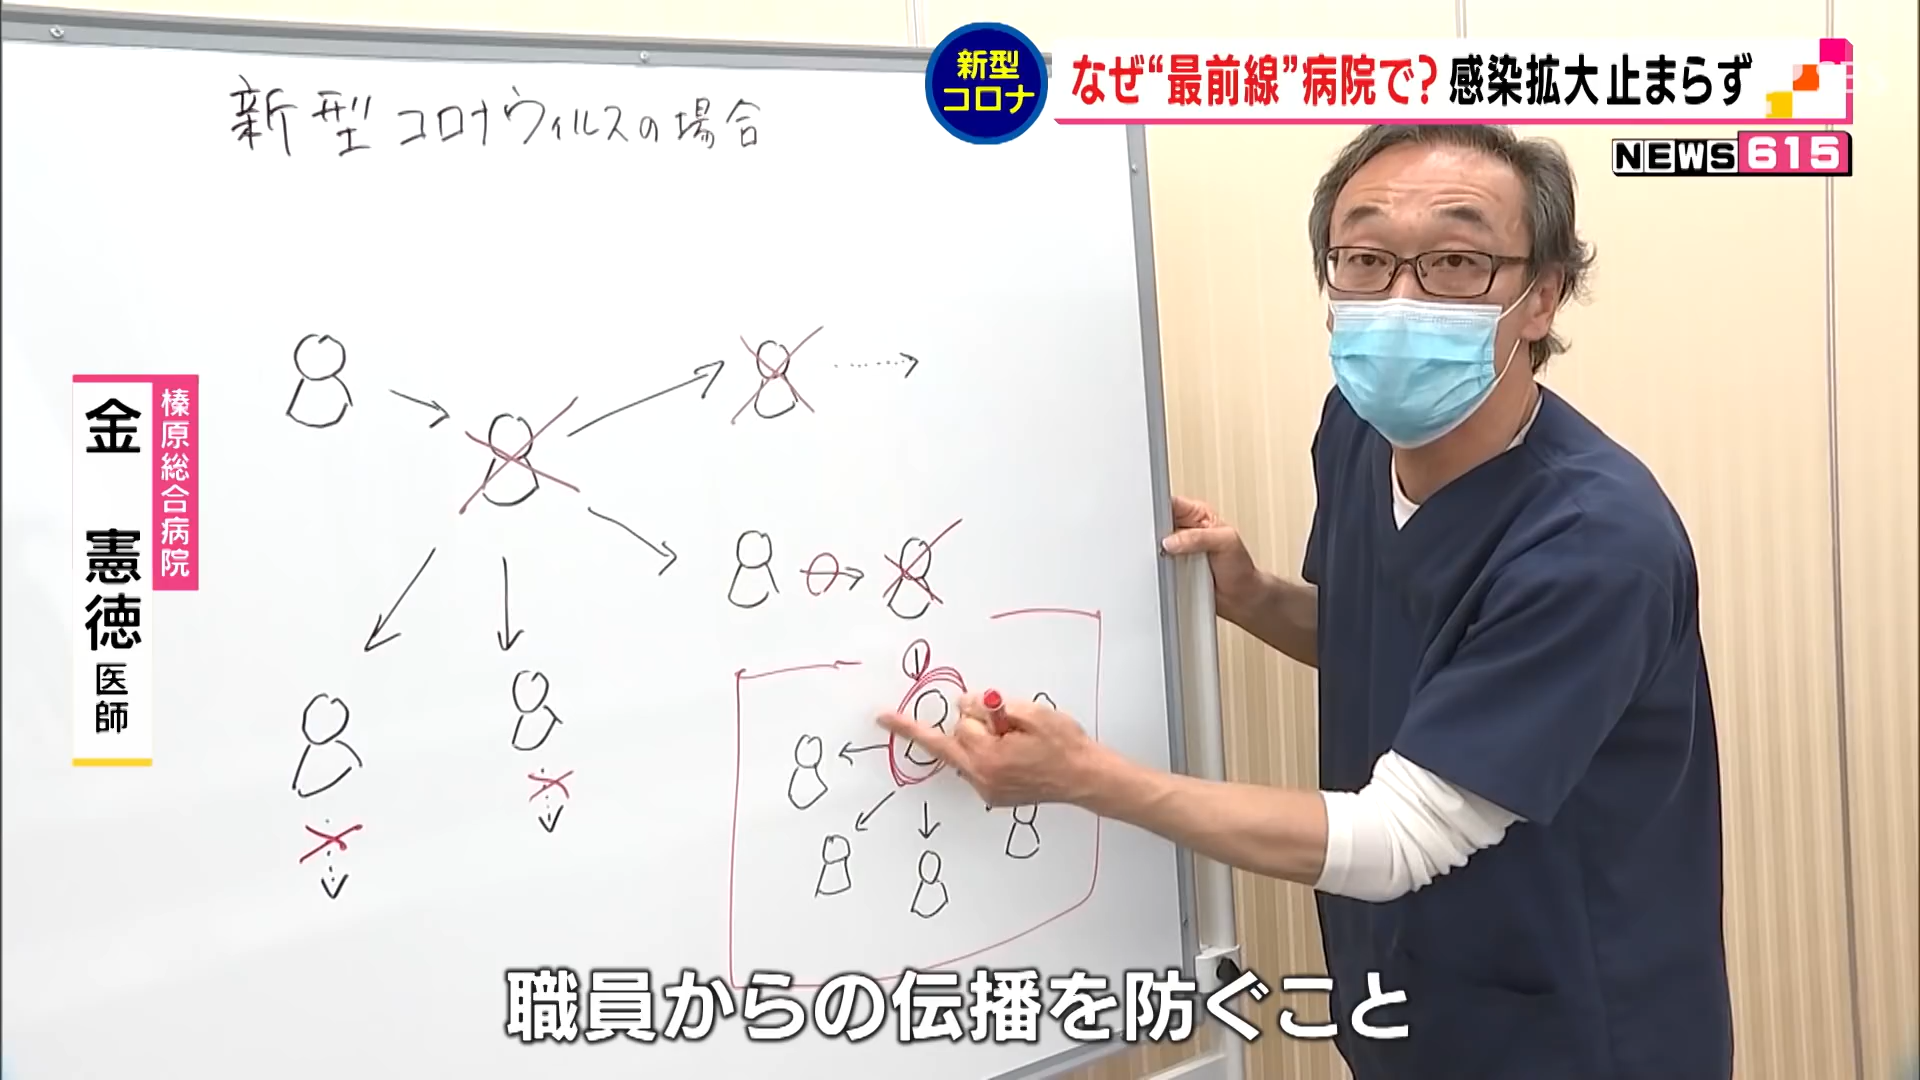 新型コロナウィルスの場合
新型
コロナ
なぜ“最前線”病院で?感染拡大止まらず
NEWS615
榛原総合病院
金 憲徳 医師
①
職員からの伝播を防ぐこと